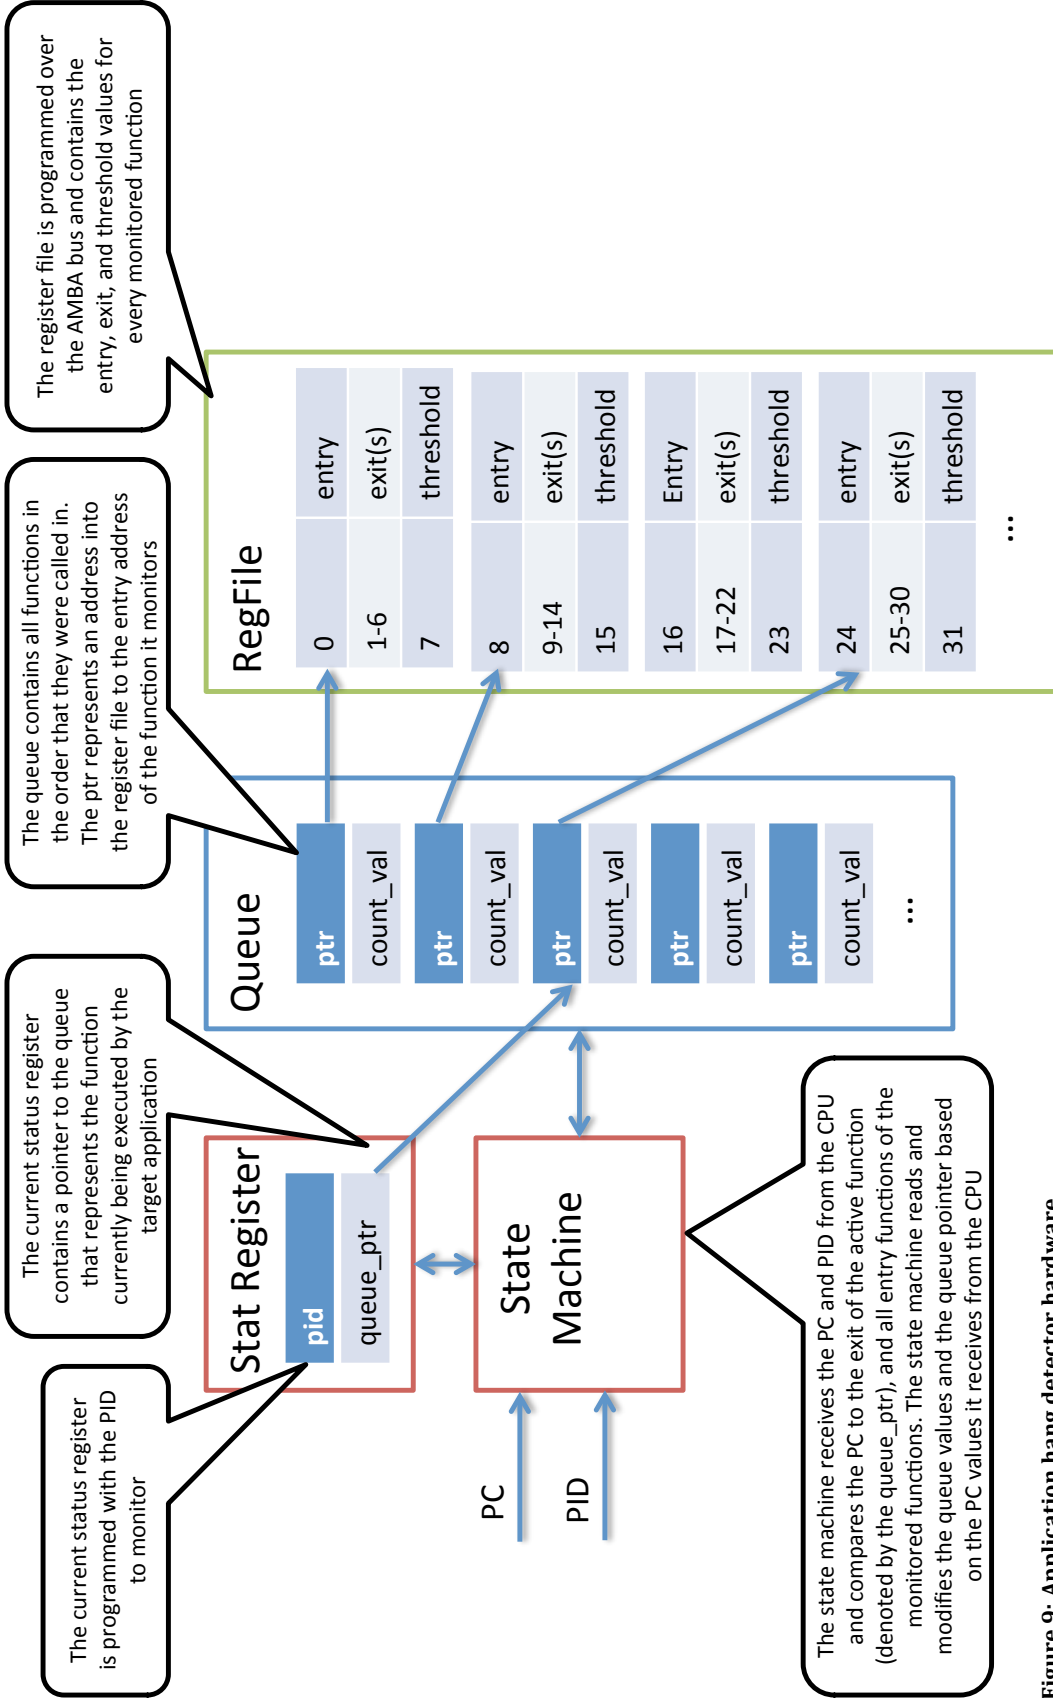 The current status register
is programmed with the PID
to monitor
The current status register
contains a pointer to the queue
that represents the function
currently being executed by the
target application
The queue contains all functions in
the order that they were called in.
The ptr represents an address into
the register file to the entry address
of the function it monitors
The register file is programmed over
the AMBA bus and contains the
entry, exit, and threshold values for
every monitored function
Stat Register
pid
queue_ptr
PC
PID
State
Machine
Queue
ptr
count_val
ptr
count_val
ptr
count_val
ptr
count_val
ptr
count_val
...
RegFile
0 entry
1-6 exit(s)
7 threshold
8 entry
9-14 exit(s)
15 threshold
16 Entry
17-22 exit(s)
23 threshold
24 entry
25-30 exit(s)
31 threshold
...
The state machine receives the PC and PID from the CPU
and compares the PC to the exit of the active function
(denoted by the queue_ptr), and all entry functions of the
monitored functions. The state machine reads and
modifies the queue values and the queue pointer based
on the PC values it receives from the CPU
Figure 9: Application hang detector hardware